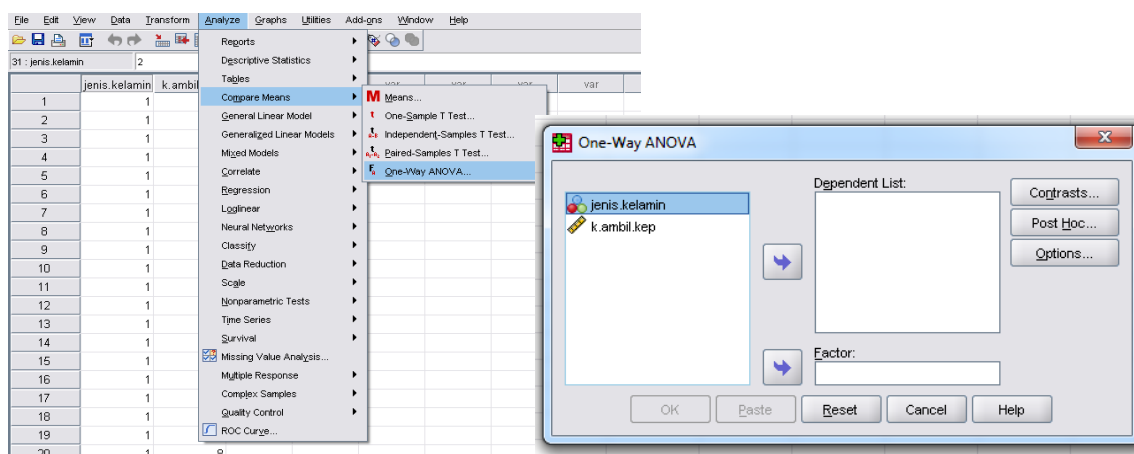 File Edit View Data Transform Analyze Graphs Utilities Add-ons Window Help
31 : jenis.kelamin 2
jenis.kelamin k.ambil var var var var
1 1
2 1
3 1
4 1
5 1
6 1
7 1
8 1
9 1
10 1
11 1
12 1
13 1
14 1
15 1
16 1
17 1
18 1
19 1
20 1
Reports
Descriptive Statistics
Tables
Compare Means
General Linear Model
Generalized Linear Models
Mixed Models
Correlate
Regression
Loglinear
Neural Networks
Classify
Data Reduction
Scale
Nonparametric Tests
Time Series
Survival
Missing Value Analysis...
Multiple Response
Complex Samples
Quality Control
ROC Curve...
M Means...
t One-Sample T Test...
Independent-Samples T Test...
Paired-Samples T Test...
One-Way ANOVA...
One-Way ANOVA
jenis.kelamin
k.ambil.kep
Dependent List:
Factor:
Contrasts...
Post Hoc...
Options...
OK Paste Reset Cancel Help